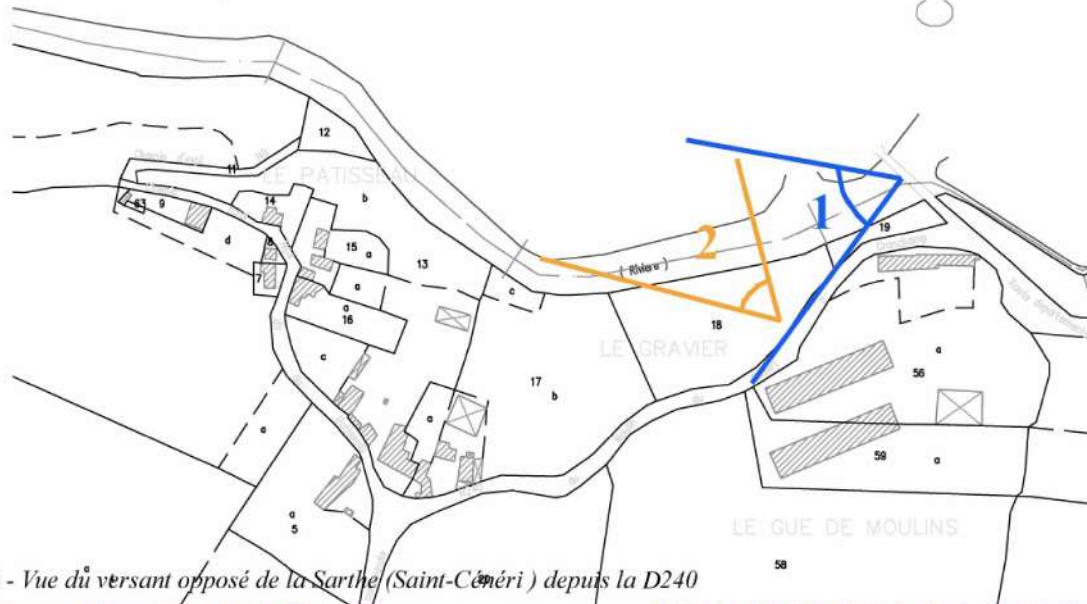 12
11
LE PATISSEAU
b
63
9
14
2
1
19
d
8
15
a
13
( Rivière )
7
a
c
a
16
18
LE GRAVIER
c
a
56
17
b
e
a
a
59
a
a
5
LE GUE DE MOULINS
- Vue du versant opposé de la Sarthe (Saint-Cénéri ) depuis la D240
58